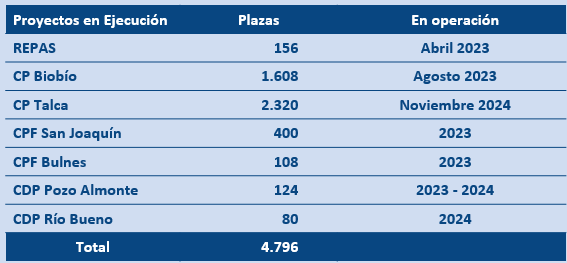 Proyectos en Ejecución Plazas En operación
REPAS 156 Abril 2023
CP Biobío 1.608 Agosto 2023
CP Talca 2.320 Noviembre 2024
CPF San Joaquín 400 2023
CPF Bulnes 108 2023
CDP Pozo Almonte 124 2023 - 2024
CDP Río Bueno 80 2024
Total 4.796